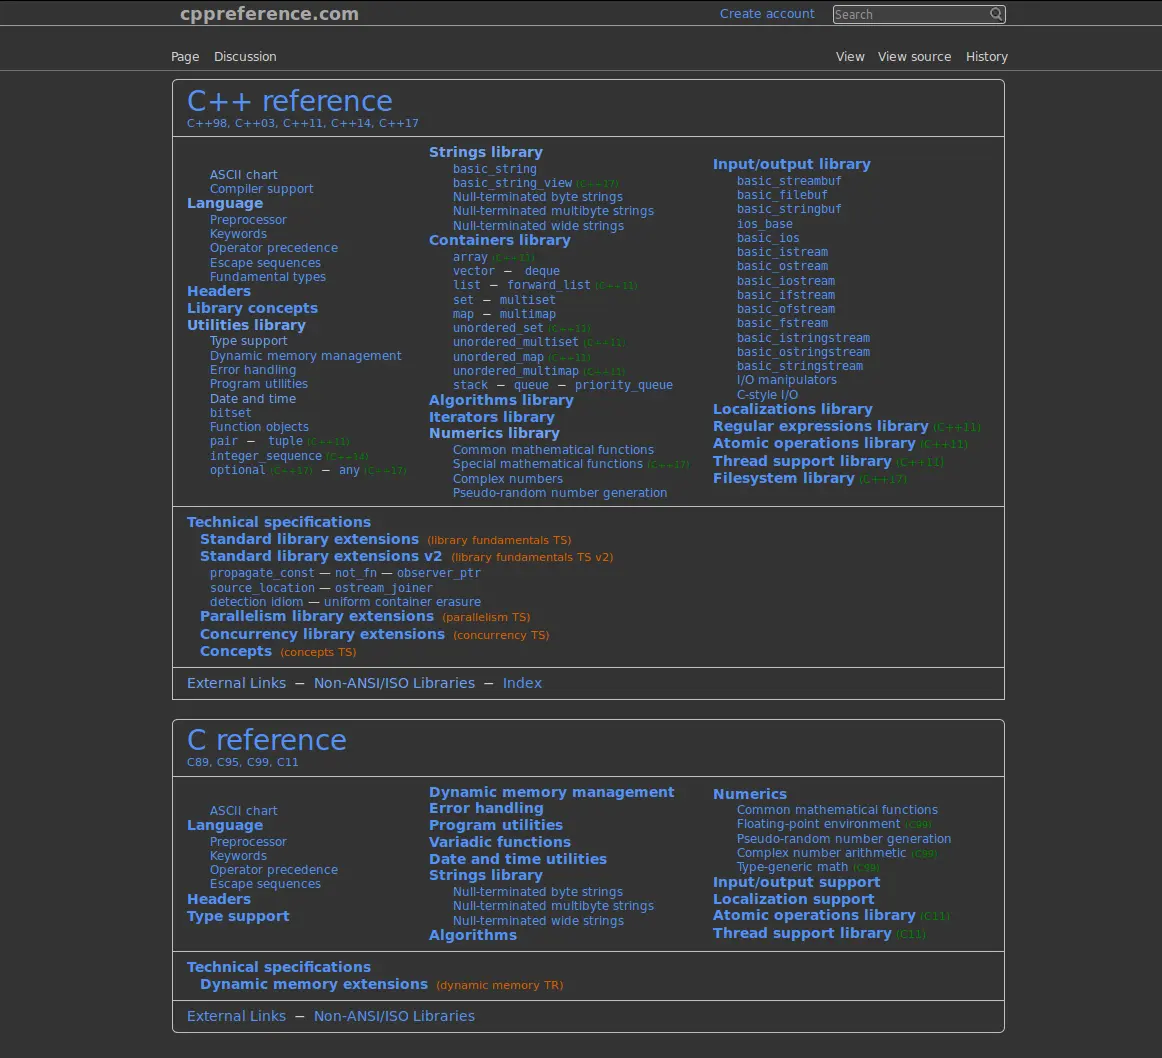 cppreference.com
Create account
Search
Page Discussion
View View source History
C++ reference
C++98, C++03, C++11, C++14, C++17
ASCII chart
Compiler support
Language
Preprocessor
Keywords
Operator precedence
Escape sequences
Fundamental types
Headers
Library concepts
Utilities library
Type support
Dynamic memory management
Error handling
Program utilities
Date and time
bitset
Function objects
pair — tuple (C++11)
integer_sequence (C++14)
optional (C++17) — any (C++17)
Strings library
basic_string
basic_string_view (C++17)
Null-terminated byte strings
Null-terminated multibyte strings
Null-terminated wide strings
Containers library
array (C++11)
vector — deque
list — forward_list (C++11)
set — multiset
map — multimap
unordered_set (C++11)
unordered_multiset (C++11)
unordered_map (C++11)
unordered_multimap (C++11)
stack — queue — priority_queue
Algorithms library
Iterators library
Numerics library
Common mathematical functions
Special mathematical functions (C++17)
Complex numbers
Pseudo-random number generation
Input/output library
basic_streambuf
basic_filebuf
basic_stringbuf
ios_base
basic_ios
basic_istream
basic_ostream
basic_iostream
basic_ifstream
basic_ofstream
basic_fstream
basic_istringstream
basic_ostringstream
basic_stringstream
I/O manipulators
C-style I/O
Localizations library
Regular expressions library (C++11)
Atomic operations library (C++11)
Thread support library (C++11)
Filesystem library (C++17)
Technical specifications
Standard library extensions (library fundamentals TS)
Standard library extensions v2 (library fundamentals TS v2)
propagate_const — not_fn — observer_ptr
source_location — ostream_joiner
detection idiom — uniform container erasure
Parallelism library extensions (parallelism TS)
Concurrency library extensions (concurrency TS)
Concepts (concepts TS)
External Links — Non-ANSI/ISO Libraries — Index
C reference
C89, C95, C99, C11
ASCII chart
Language
Preprocessor
Keywords
Operator precedence
Escape sequences
Headers
Type support
Dynamic memory management
Error handling
Program utilities
Variadic functions
Date and time utilities
Strings library
Null-terminated byte strings
Null-terminated multibyte strings
Null-terminated wide strings
Algorithms
Numerics
Common mathematical functions
Floating-point environment (C99)
Pseudo-random number generation
Complex number arithmetic (C99)
Type-generic math (C99)
Input/output support
Localization support
Atomic operations library (C11)
Thread support library (C11)
Technical specifications
Dynamic memory extensions (dynamic memory TR)
External Links — Non-ANSI/ISO Libraries